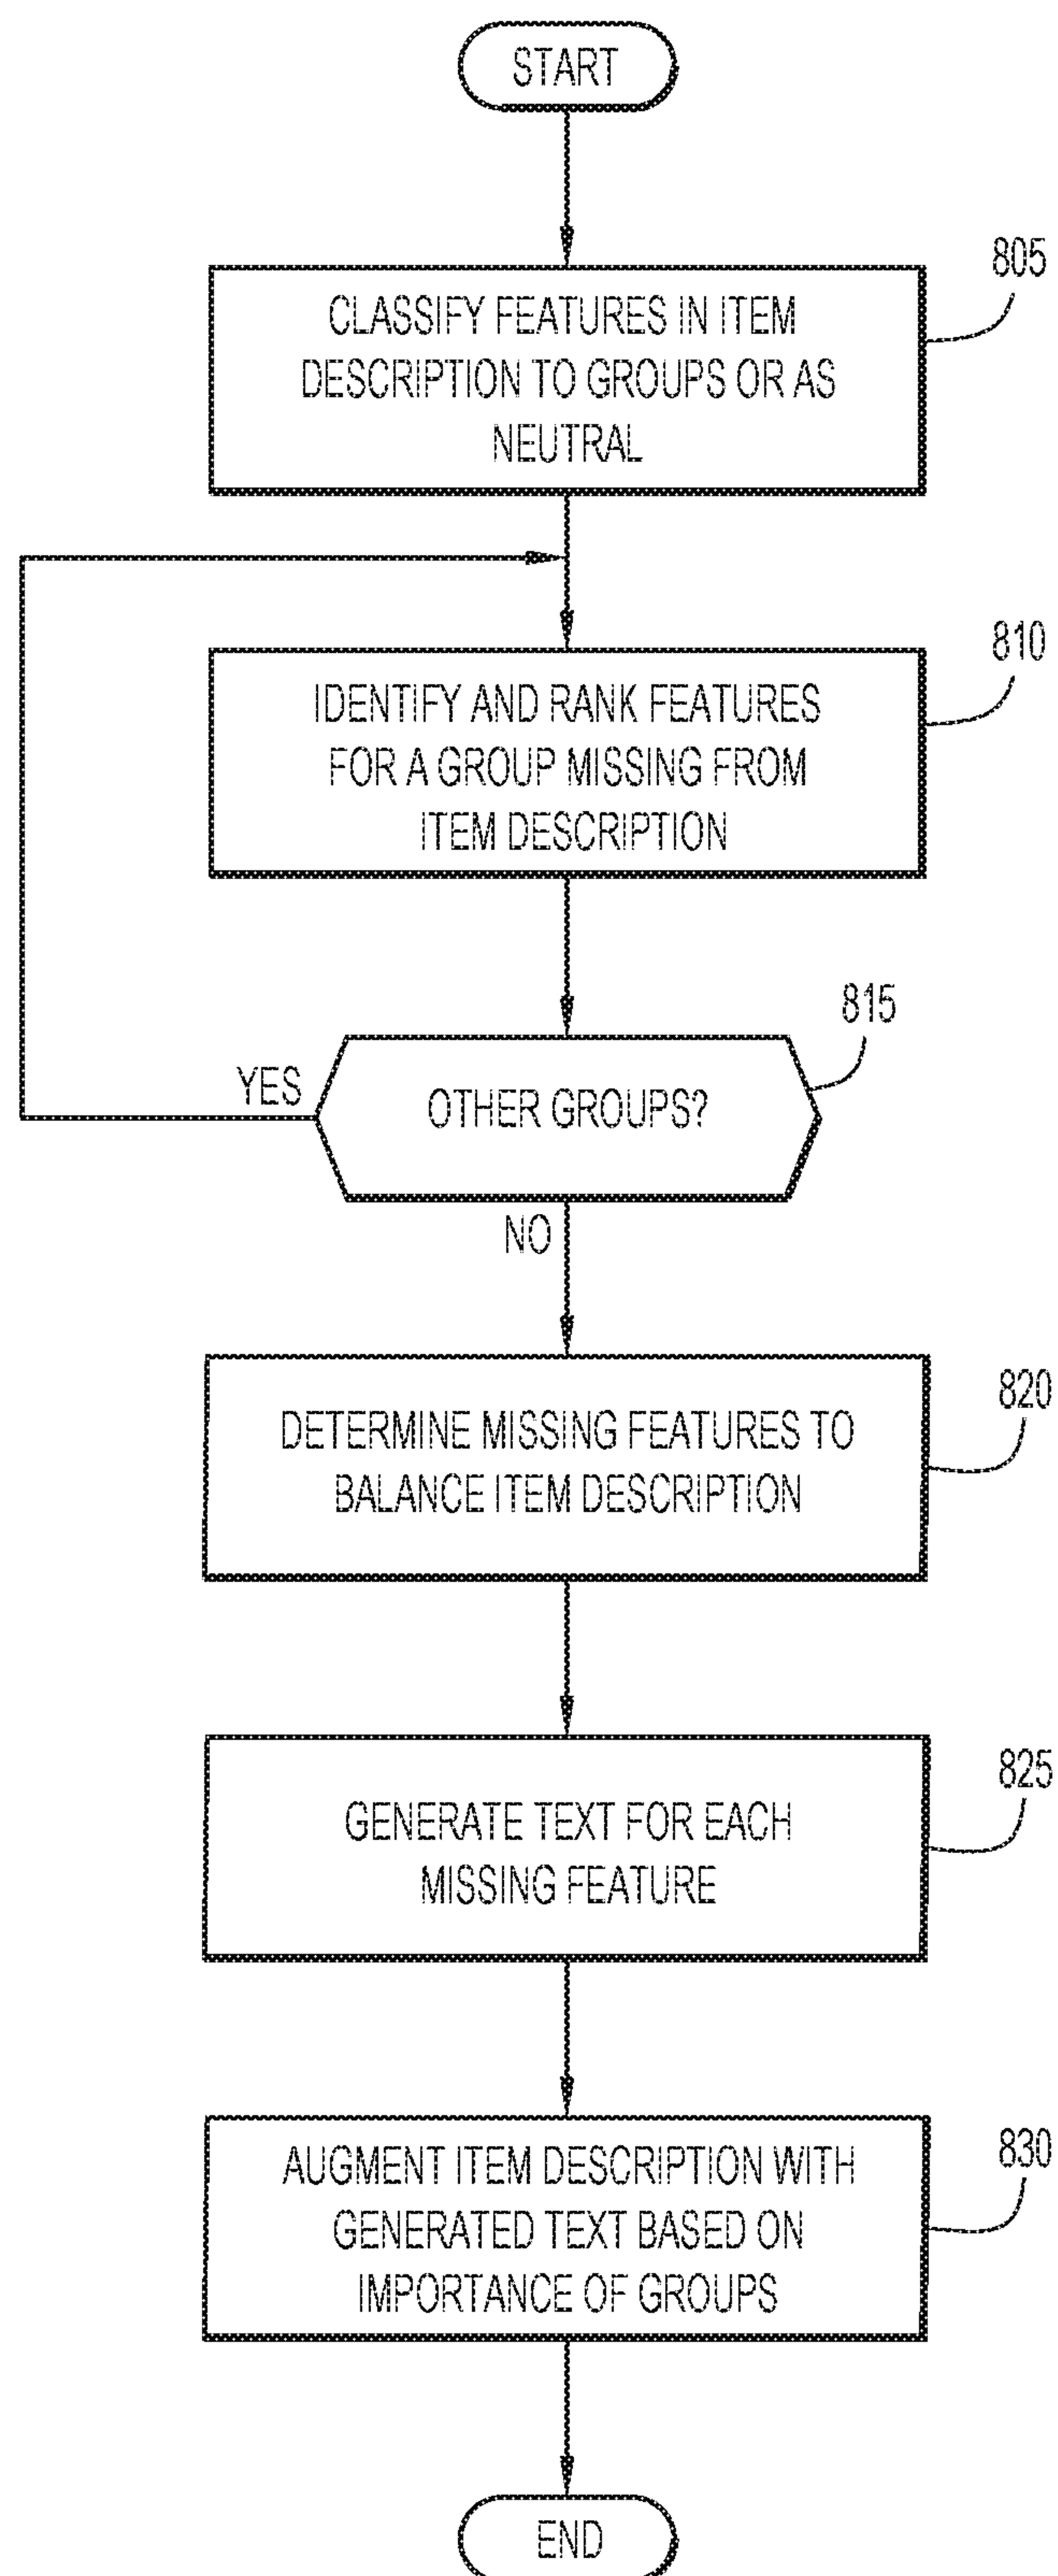 START
805
CLASSIFY FEATURES IN ITEM
DESCRIPTION TO GROUPS OR AS
NEUTRAL
810
IDENTIFY AND RANK FEATURES
FOR A GROUP MISSING FROM
ITEM DESCRIPTION
815
YES
OTHER GROUPS?
NO
820
DETERMINE MISSING FEATURES TO
BALANCE ITEM DESCRIPTION
825
GENERATE TEXT FOR EACH
MISSING FEATURE
830
AUGMENT ITEM DESCRIPTION WITH
GENERATED TEXT BASED ON
IMPORTANCE OF GROUPS
END